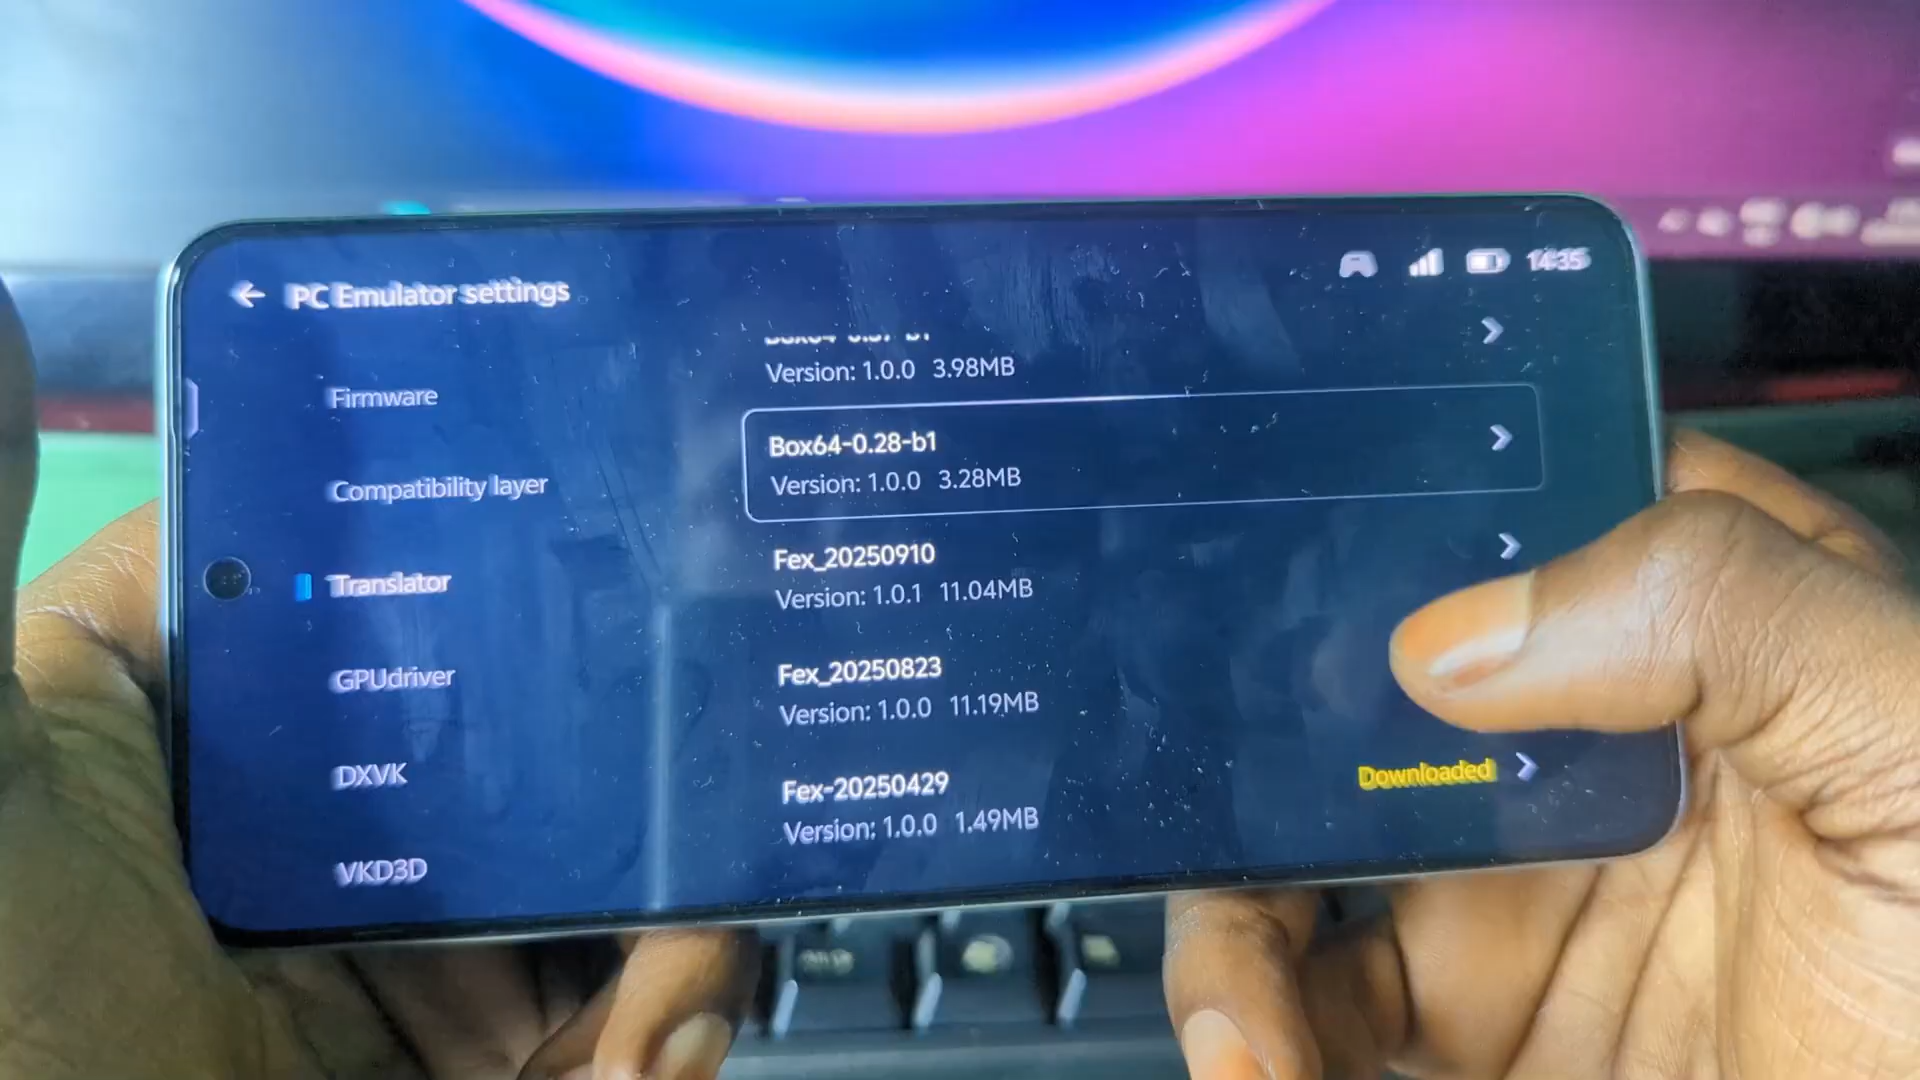 PC Emulator settings
14:35
Firmware
Compatibility layer
Translator
GPUdriver
DXVK
VKD3D
Version: 1.0.0 3.98MB
Box64-0.28-b1
Version: 1.0.0 3.28MB
Fex_20250910
Version: 1.0.1 11.04MB
Fex_20250823
Version: 1.0.0 11.19MB
Fex-20250429
Version: 1.0.0 1.49MB
Downloaded